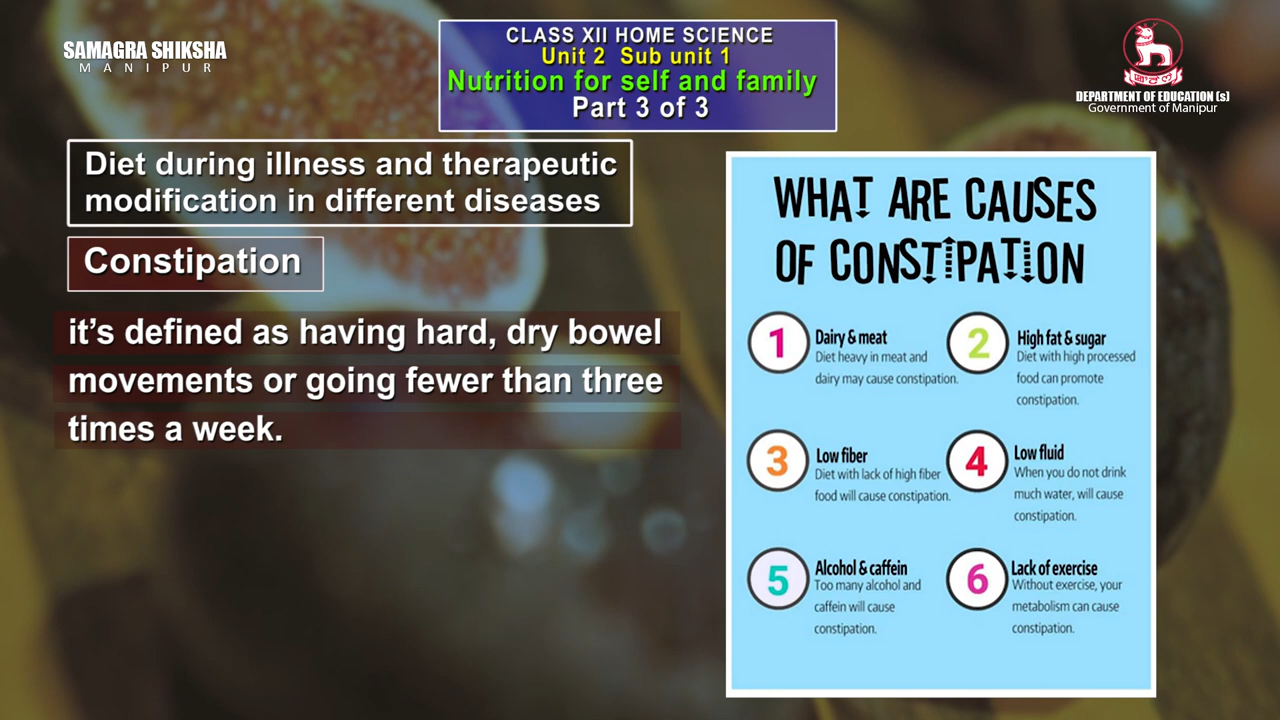 SAMAGRA SHIKSHA
MANIPUR
CLASS XII HOME SCIENCE
Unit 2 Sub unit 1
Nutrition for self and family
Part 3 of 3
DEPARTMENT OF EDUCATION (s)
Government of Manipur
Diet during illness and therapeutic
modification in different diseases
Constipation
it's defined as having hard, dry bowel
movements or going fewer than three
times a week.
WHAT ARE CAUSES
OF CONSTIPATION
1
Dairy & meat
Diet heavy in meat and
dairy may cause constipation.
2
High fat & sugar
Diet with high processed
food can promote
constipation.
3
Low fiber
Diet with lack of high fiber
food will cause constipation.
4
Low fluid
When you do not drink
much water, will cause
constipation.
5
Alcohol & caffein
Too many alcohol and
caffein will cause
constipation.
6
Lack of exercise
Without exercise, your
metabolism can cause
constipation.